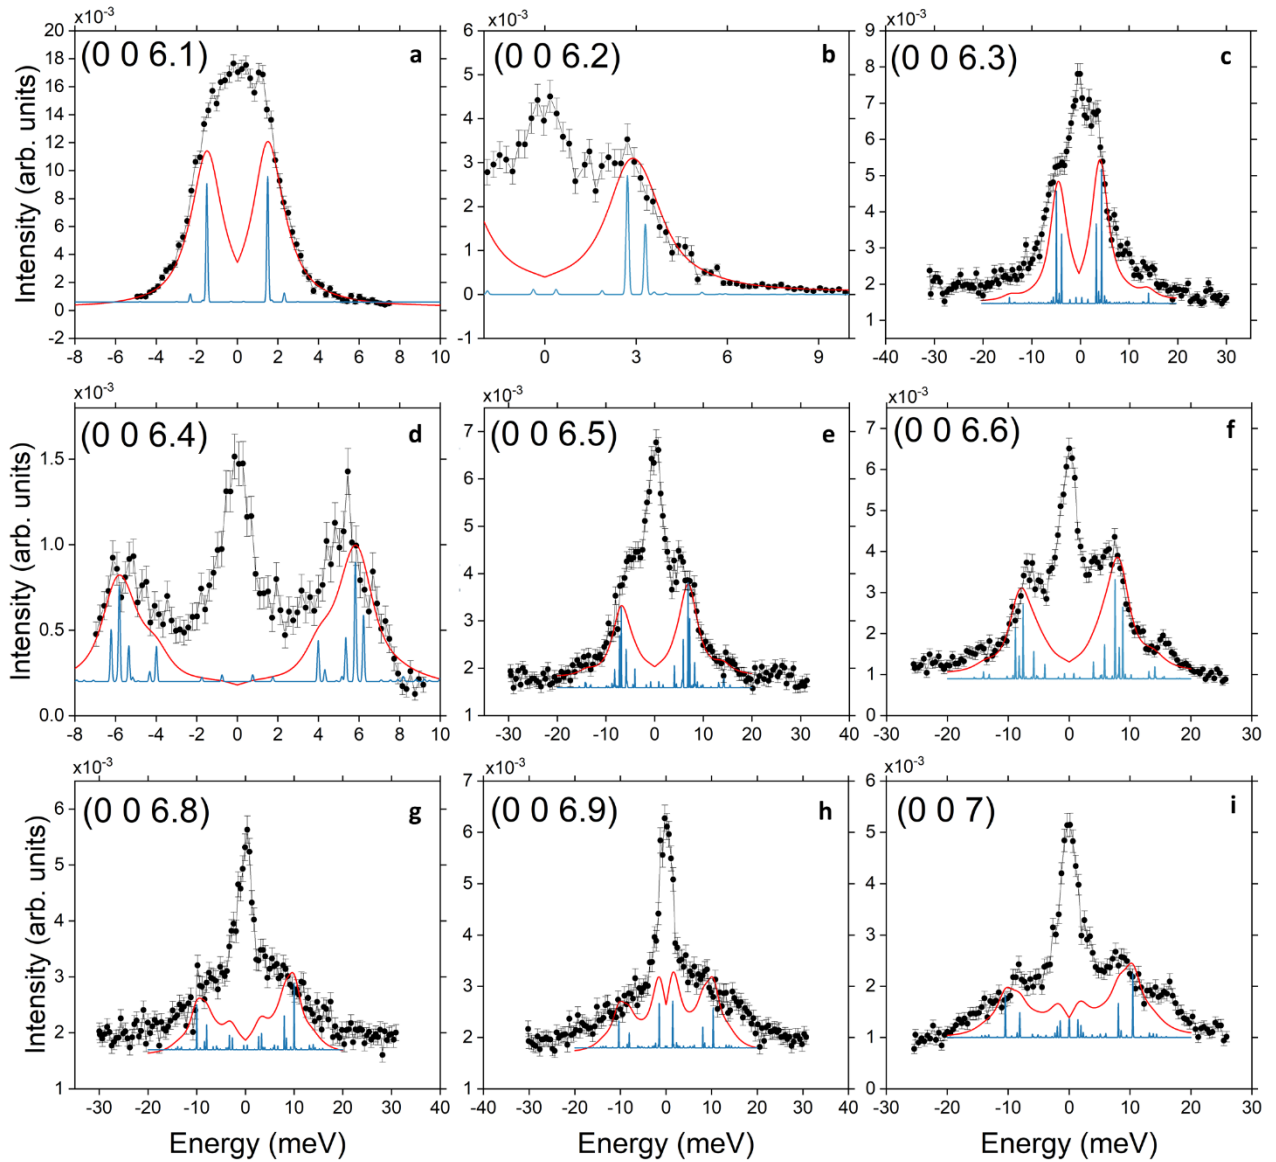 x10⁻³ x10⁻³ x10⁻³
(0 0 6.1) a (0 0 6.2) b (0 0 6.3) c
Intensity (arb. units)
20 18 16 14 12 10 8 6 4 2 0 -2
-8 -6 -4 -2 0 2 4 6 8 10
6 5 4 3 2 1 0 -1
0 3 6 9
9 8 7 6 5 4 3 2 1
-40 -30 -20 -10 0 10 20 30
x10⁻³ x10⁻³ x10⁻³
(0 0 6.4) d (0 0 6.5) e (0 0 6.6) f
Intensity (arb. units)
1.5 1.0 0.5 0.0
-8 -6 -4 -2 0 2 4 6 8 10
7 6 5 4 3 2 1
-30 -20 -10 0 10 20 30 40
7 6 5 4 3 2 1 0
-30 -20 -10 0 10 20 30
x10⁻³ x10⁻³ x10⁻³
(0 0 6.8) g (0 0 6.9) h (0 0 7) i
Intensity (arb. units)
6 5 4 3 2 1
-30 -20 -10 0 10 20 30 40
7 6 5 4 3 2 1
-40 -30 -20 -10 0 10 20 30
6 5 4 3 2 1 0
-30 -20 -10 0 10 20 30
Energy (meV) Energy (meV) Energy (meV)